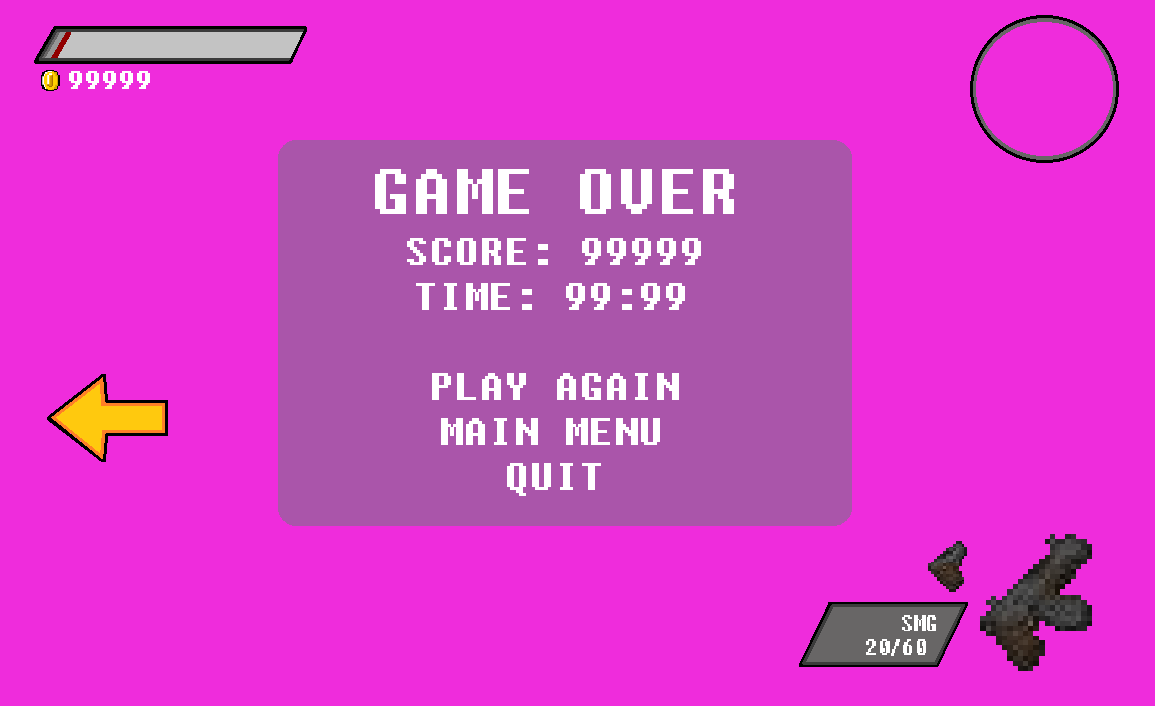 99999
GAME OVER
SCORE: 99999
TIME: 99:99
PLAY AGAIN
MAIN MENU
QUIT
SMG
20/60